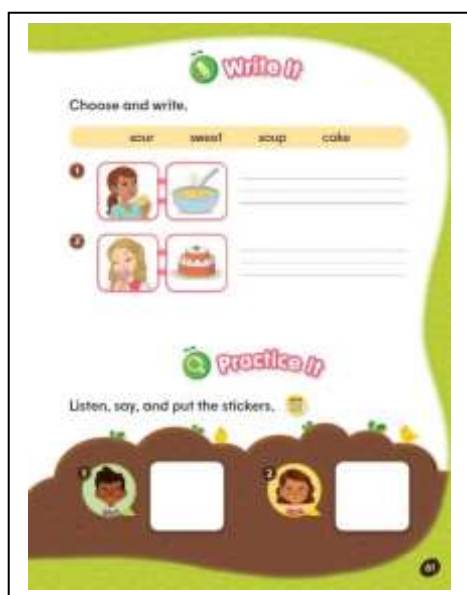 Write It
Choose and write.
sour sweet soup cake
1
2
Practice It
Listen, say, and put the stickers.
1
2
61